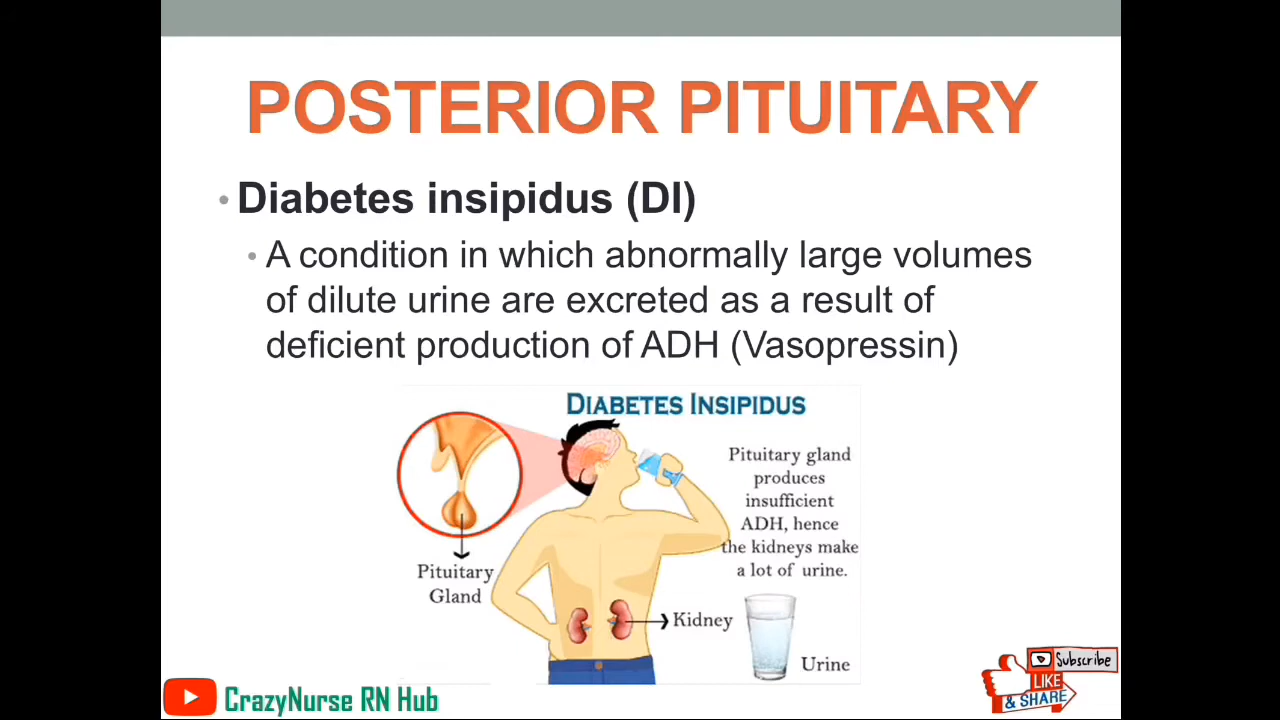 POSTERIOR PITUITARY
• Diabetes insipidus (DI)
• A condition in which abnormally large volumes
of dilute urine are excreted as a result of
deficient production of ADH (Vasopressin)
DIABETES INSIPIDUS
Pituitary gland
produces
insufficient
ADH, hence
the kidneys make
a lot of urine.
Pituitary
Gland
Kidney
Urine
CrazyNurse RN Hub
Subscribe
LIKE
& SHARE